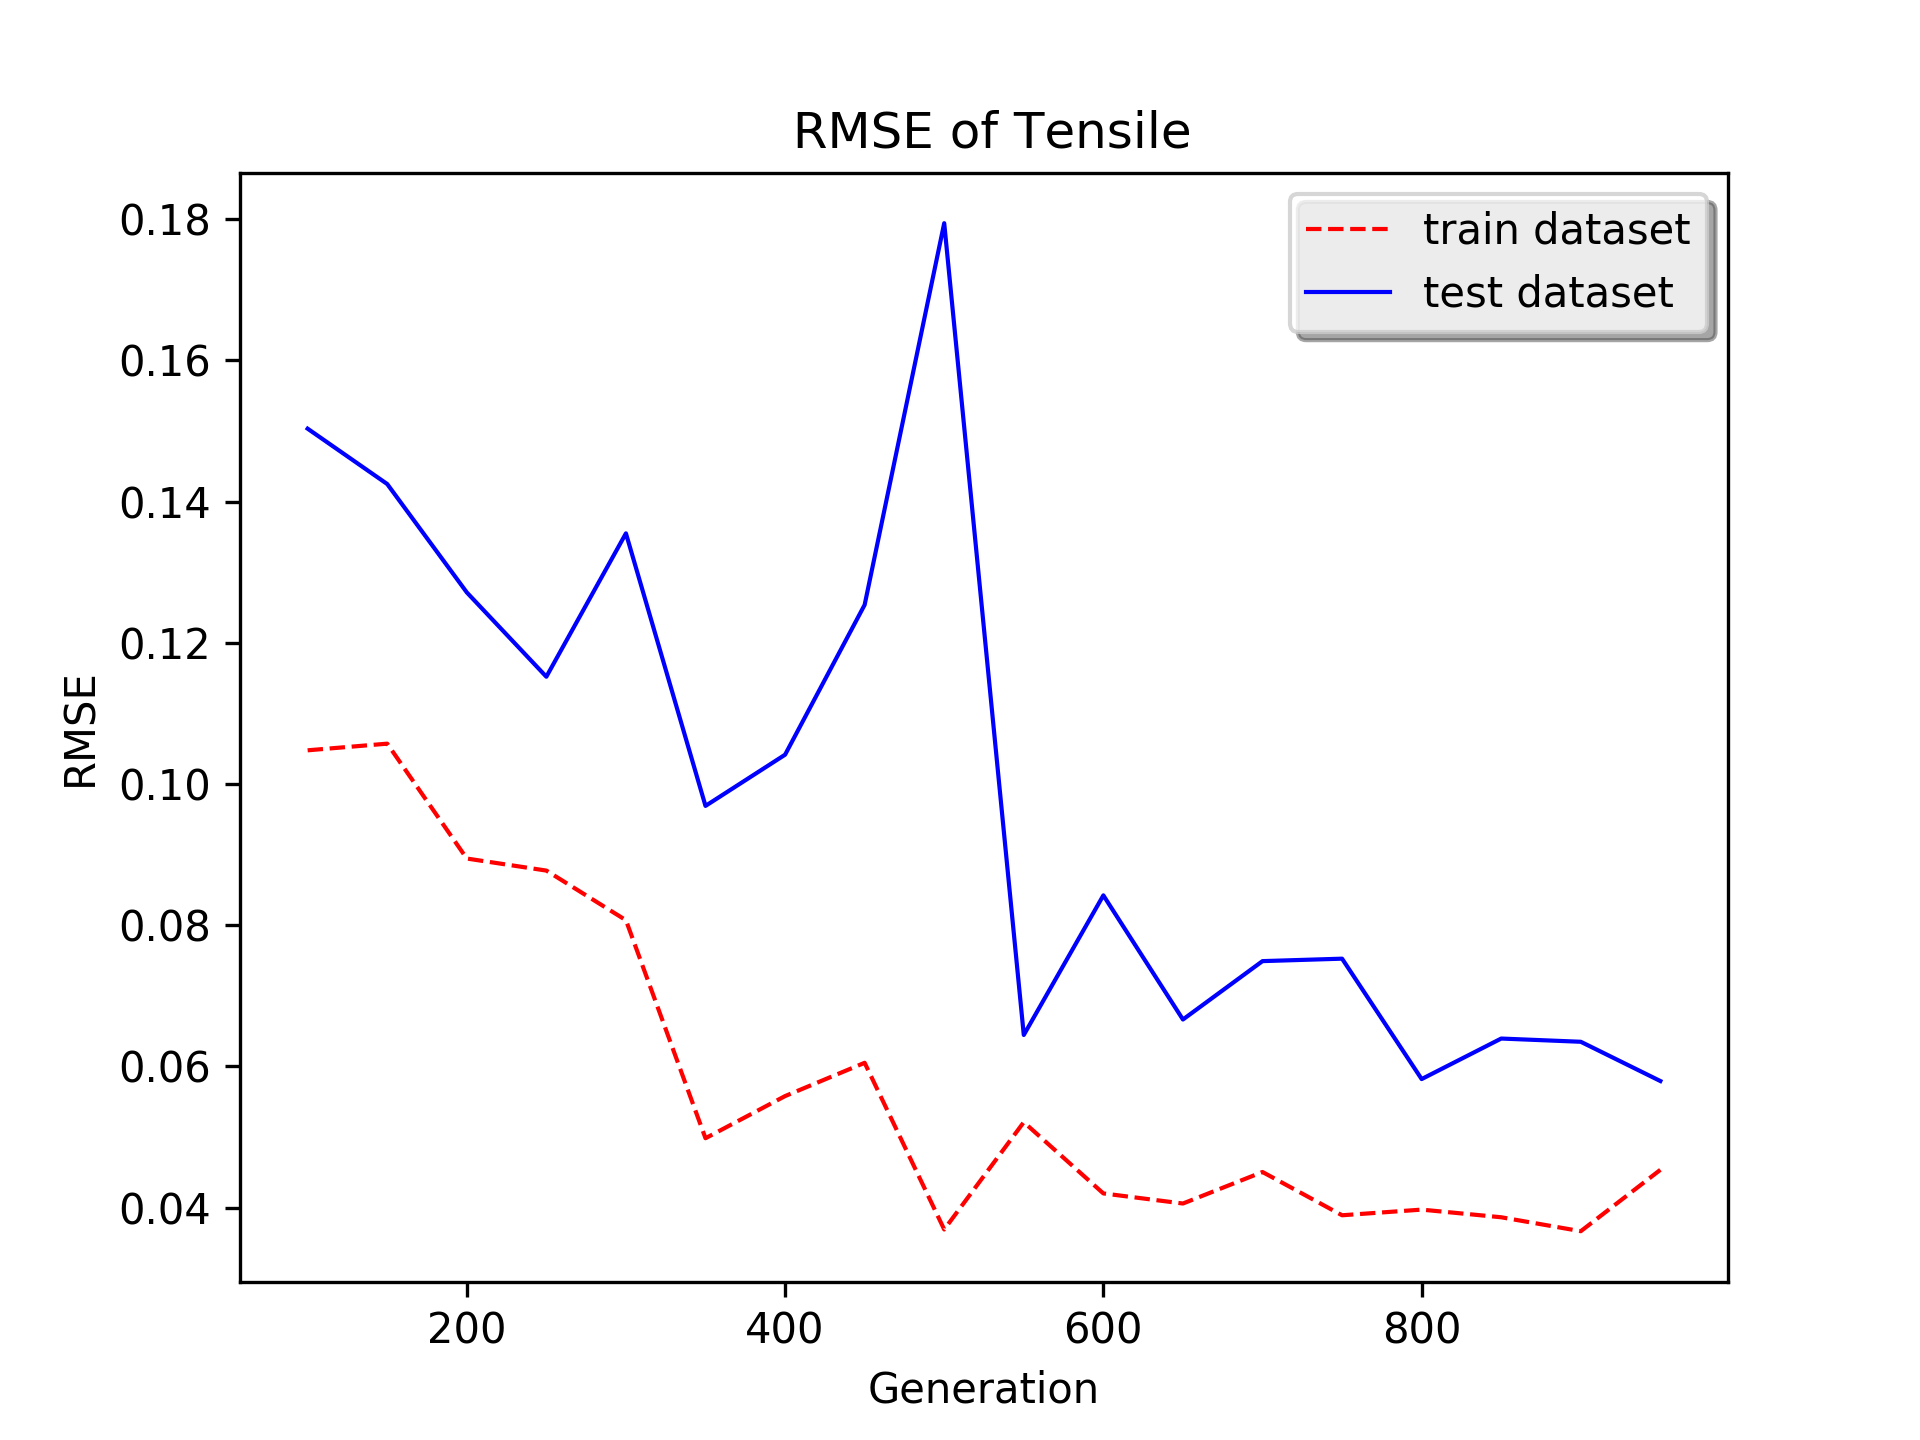 RMSE of Tensile
train dataset
test dataset
0.18
0.16
0.14
0.12
0.10
0.08
0.06
0.04
RMSE
200 400 600 800
Generation